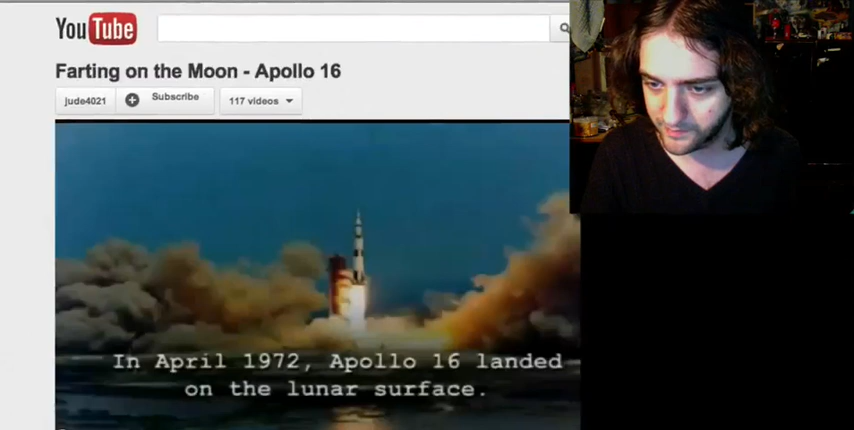 YouTube
Farting on the Moon - Apollo 16
jude4021
Subscribe
117 videos
In April 1972, Apollo 16 landed
on the lunar surface.